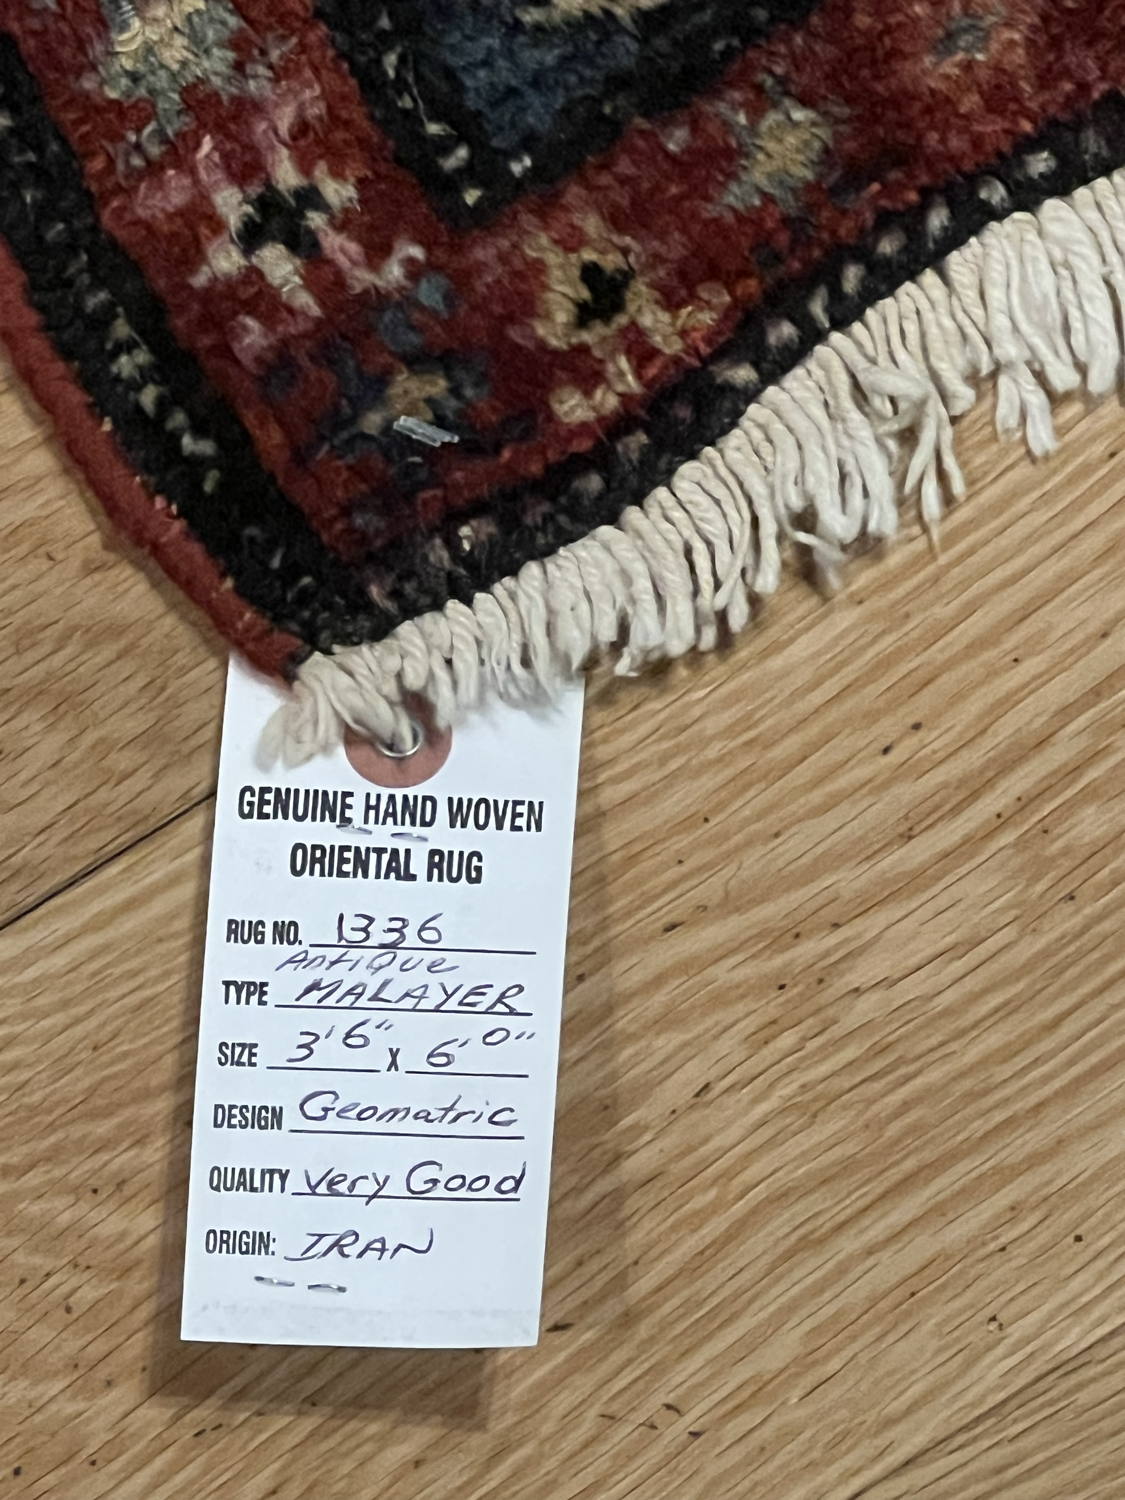 GENUINE HAND WOVEN
ORIENTAL RUG
RUG NO. 1336
Antique
TYPE MALAYER
SIZE 3'6" X 6'0"
DESIGN Geomatric
QUALITY Very Good
ORIGIN: IRAN